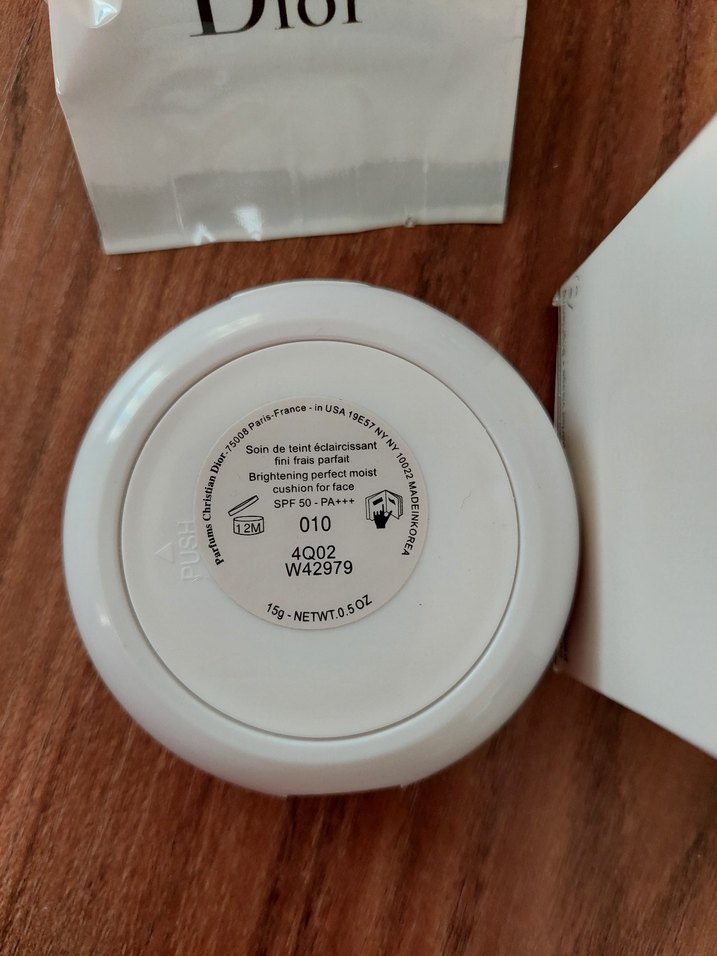 Dior
Parfums Christian Dior-75008 Paris-France - in USA 19E57 NY NY 10022 MADEINKOREA
Soin de teint éclaircissant
fini frais parfait
Brightening perfect moist
cushion for face
SPF 50 - PA+++
12M
010
4Q02
W42979
15g - NETWT.0.5 OZ
PUSH